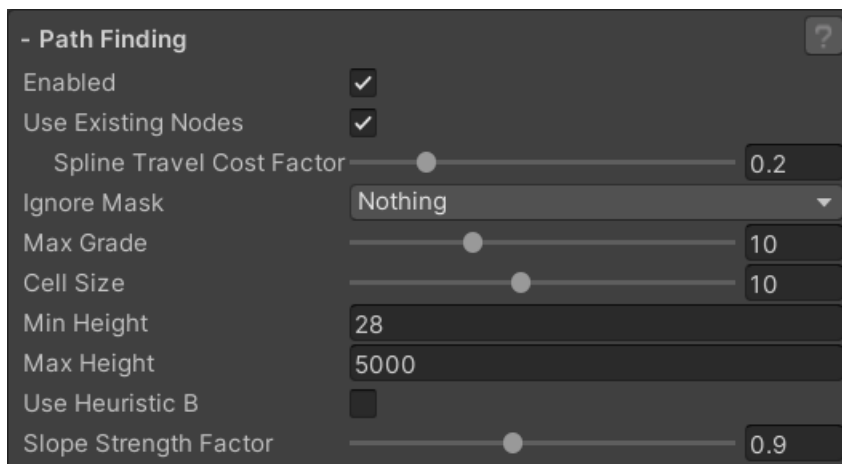 - Path Finding ?
Enabled
Use Existing Nodes
Spline Travel Cost Factor 0.2
Ignore Mask Nothing
Max Grade 10
Cell Size 10
Min Height 28
Max Height 5000
Use Heuristic B
Slope Strength Factor 0.9